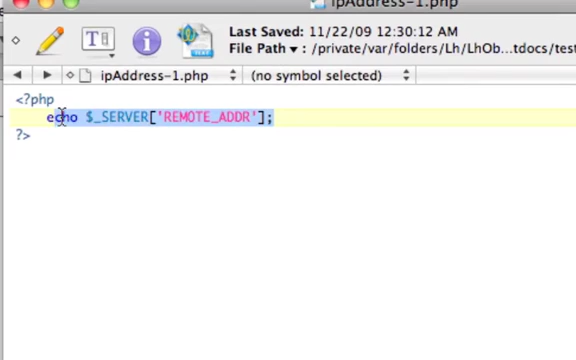 ipAddress-1.php
T
Last Saved: 11/22/09 12:30:12 AM
File Path ▾ : /private/var/folders/Lh/LhOb...tdocs/test
ipAddress-1.php
(no symbol selected)
<?php
echo $_SERVER['REMOTE_ADDR'];
?>